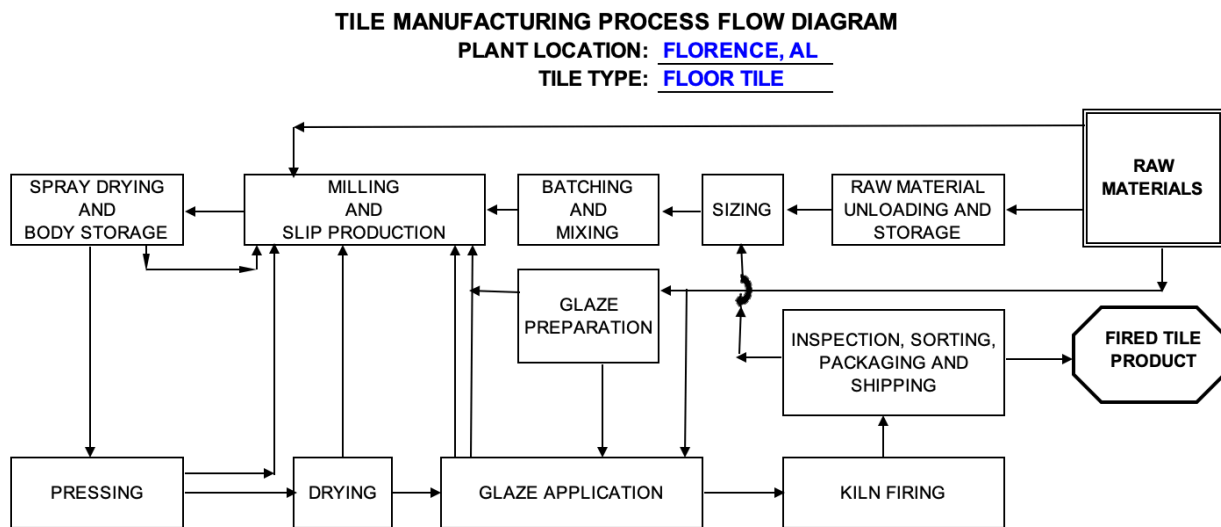 TILE MANUFACTURING PROCESS FLOW DIAGRAM
PLANT LOCATION: FLORENCE, AL
TILE TYPE: FLOOR TILE
RAW
MATERIALS
SPRAY DRYING
AND
BODY STORAGE
MILLING
AND
SLIP PRODUCTION
BATCHING
AND
MIXING
SIZING
RAW MATERIAL
UNLOADING AND
STORAGE
GLAZE
PREPARATION
INSPECTION, SORTING,
PACKAGING AND
SHIPPING
FIRED TILE
PRODUCT
PRESSING
DRYING
GLAZE APPLICATION
KILN FIRING